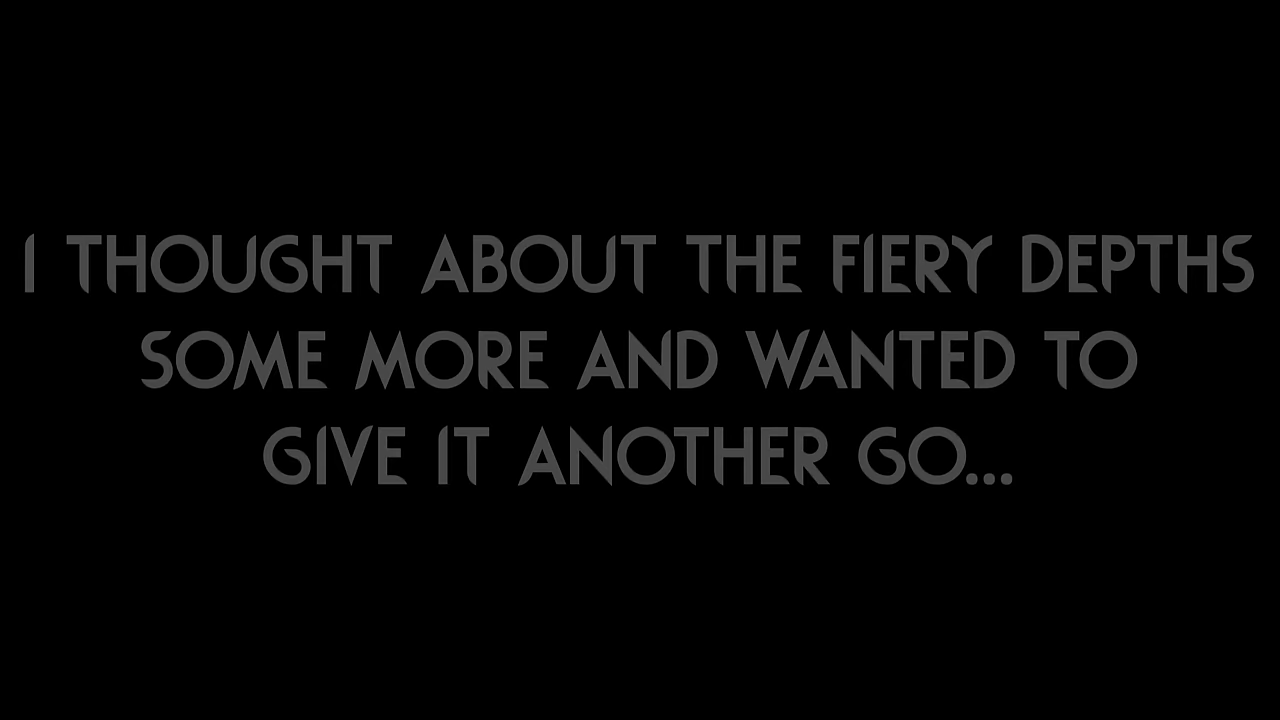 I THOUGHT ABOUT THE FIERY DEPTHS
SOME MORE AND WANTED TO
GIVE IT ANOTHER GO...